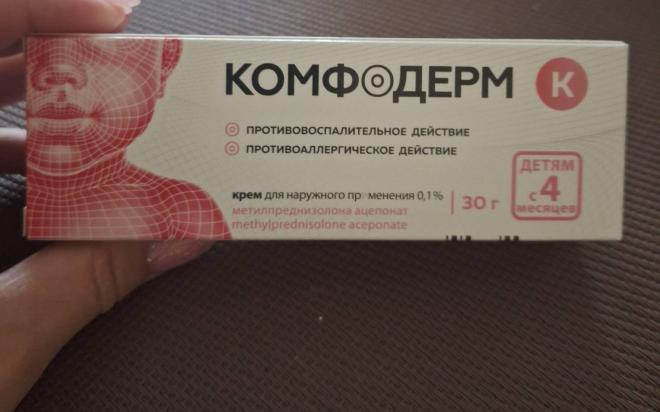 КОМФОДЕРМ К
ПРОТИВОВОСПАЛИТЕЛЬНОЕ ДЕЙСТВИЕ
ПРОТИВОАЛЛЕРГИЧЕСКОЕ ДЕЙСТВИЕ
крем для наружного применения 0,1%
метилпреднизолона ацепонат
methylprednisolone aceponate
30 г
ДЕТЯМ
с 4
месяцев